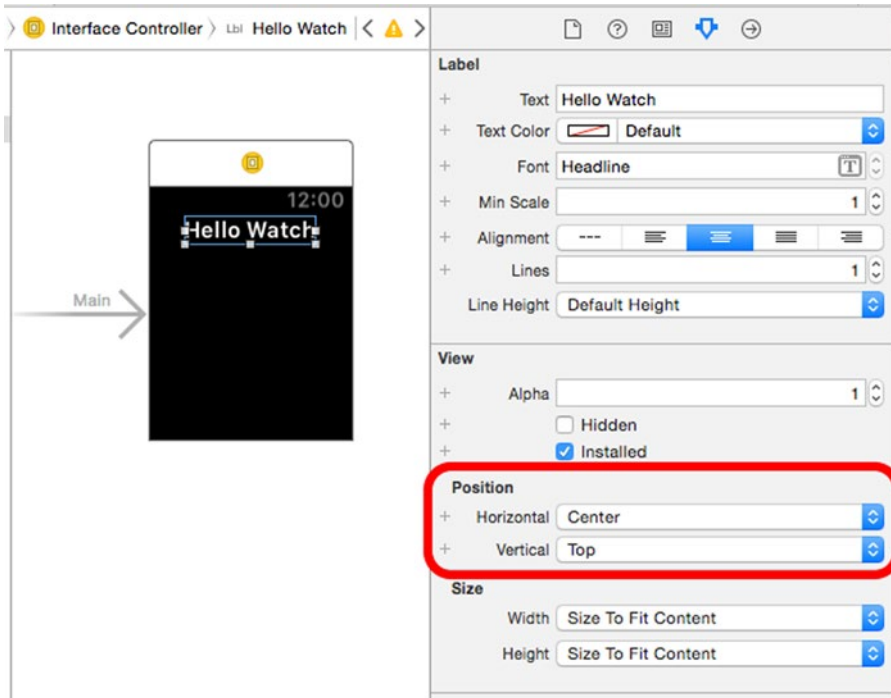 Interface Controller Lbl Hello Watch
Label
Text Hello Watch
Text Color Default
Font Headline T
Min Scale 1
Alignment ---
Lines 1
Line Height Default Height
View
Alpha 1
Hidden
Installed
Position
Horizontal Center
Vertical Top
Size
Width Size To Fit Content
Height Size To Fit Content
12:00
Hello Watch
Main